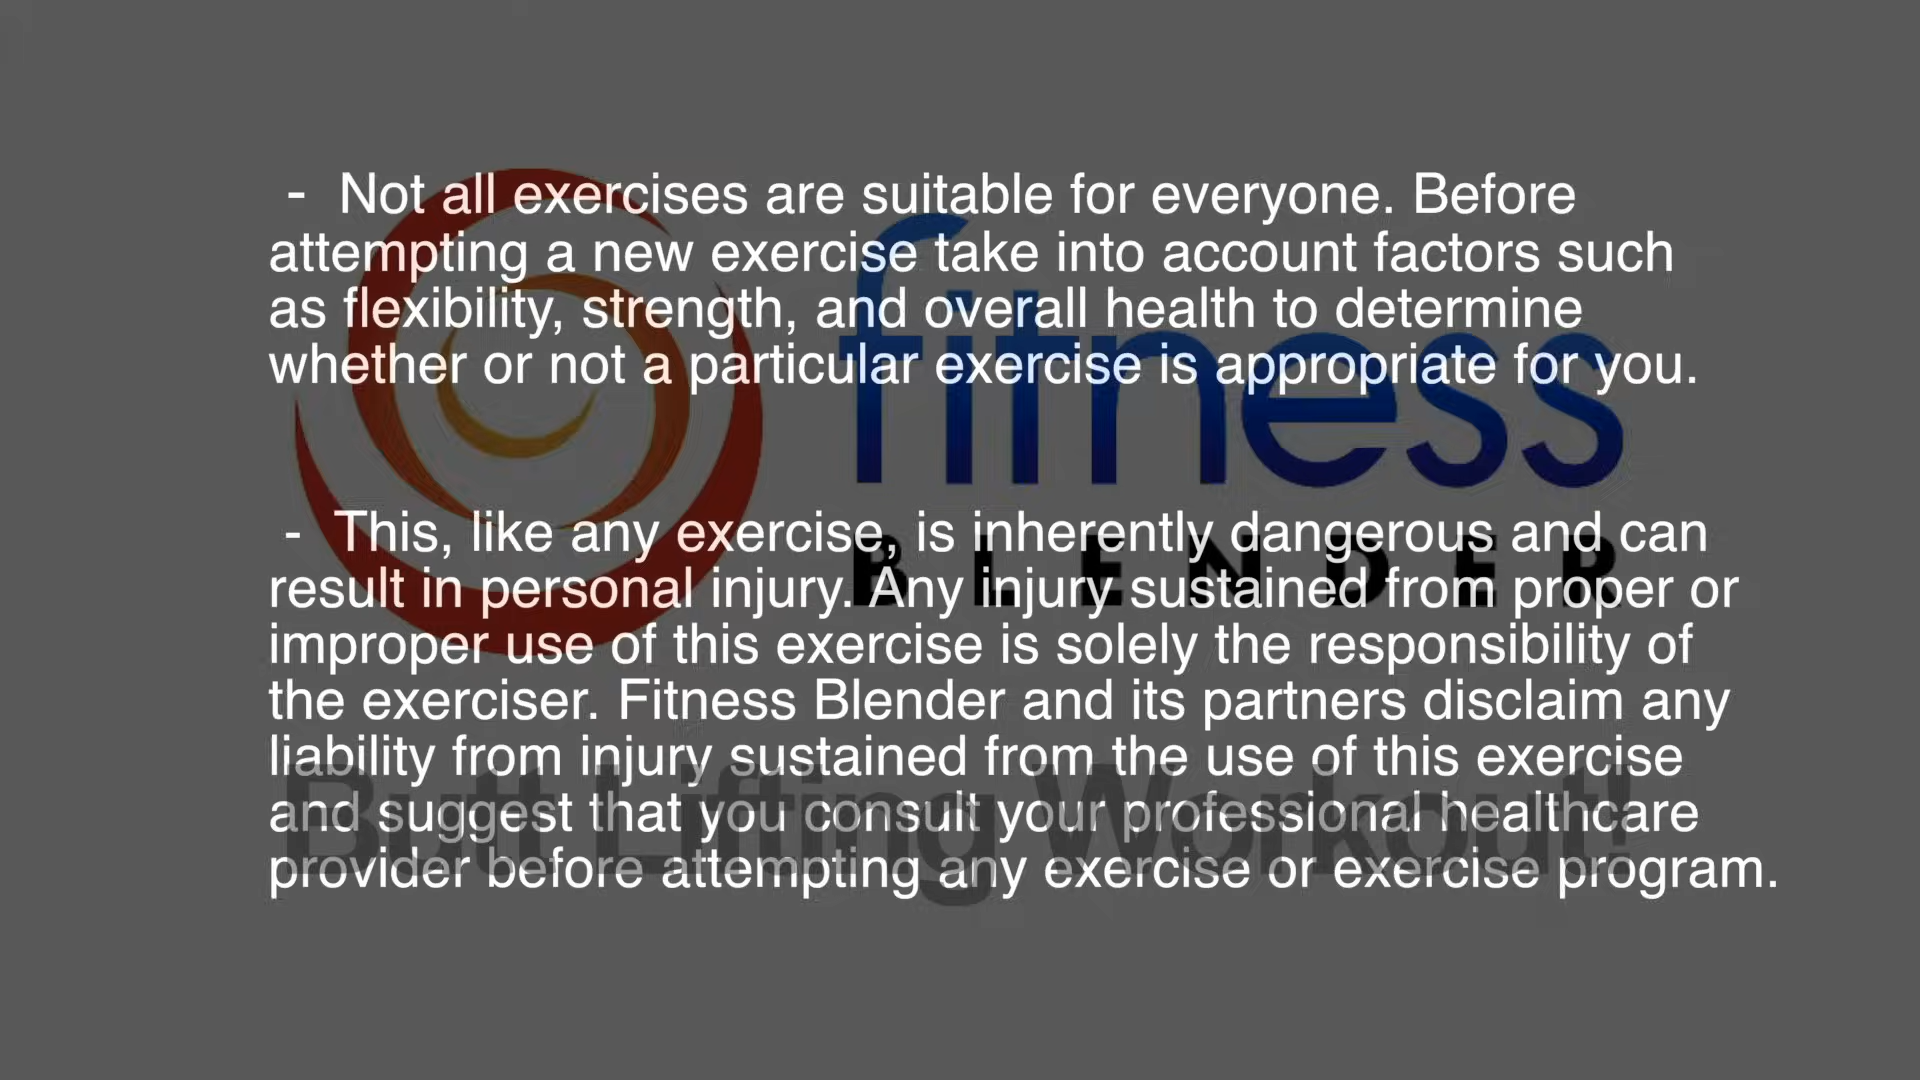 - Not all exercises are suitable for everyone. Before
attempting a new exercise take into account factors such
as flexibility, strength, and overall health to determine
whether or not a particular exercise is appropriate for you.
fitness
BLENDER
- This, like any exercise, is inherently dangerous and can
result in personal injury. Any injury sustained from proper or
improper use of this exercise is solely the responsibility of
the exerciser. Fitness Blender and its partners disclaim any
liability from injury sustained from the use of this exercise
and suggest that you consult your professional healthcare
provider before attempting any exercise or exercise program.
Butt Lifting Workout!